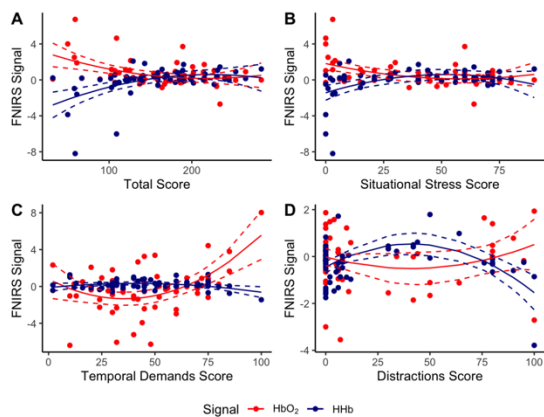 A
B
FNIRS Signal
4
0
-4
-8
100
200
Total Score
FNIRS Signal
4
0
-4
-8
0
25
50
75
Situational Stress Score
C
D
FNIRS Signal
8
4
0
-4
0
25
50
75
100
Temporal Demands Score
FNIRS Signal
2
0
-2
-4
0
25
50
75
100
Distractions Score
Signal HbO₂ HHb